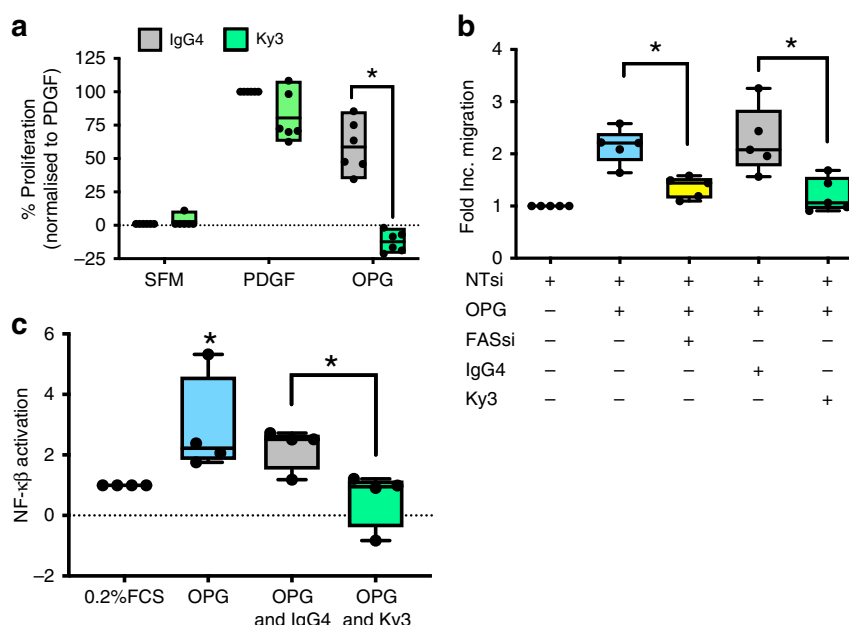 a
IgG4 Ky3
% Proliferation
(normalised to PDGF)
125
100
75
50
25
0
−25
*
SFM PDGF OPG
b
Fold Inc. migration
4
3
2
1
0
* *
NTsi + + + + +
OPG − + + + +
FASsi − − + − −
IgG4 − − − + −
Ky3 − − − − +
c
NF-κβ activation
6
4
2
0
−2
* *
0.2%FCS OPG OPG OPG
and IgG4 and Ky3